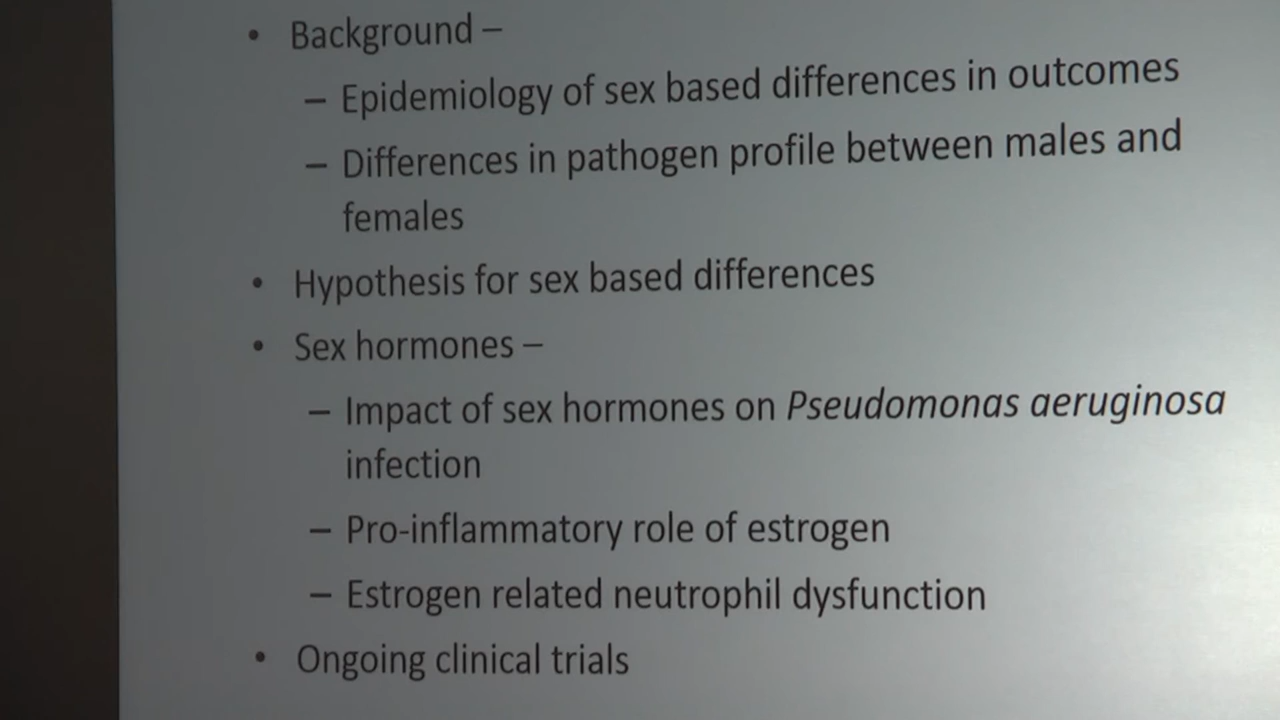 • Background –
– Epidemiology of sex based differences in outcomes
– Differences in pathogen profile between males and
females
• Hypothesis for sex based differences
• Sex hormones –
– Impact of sex hormones on Pseudomonas aeruginosa
infection
– Pro-inflammatory role of estrogen
– Estrogen related neutrophil dysfunction
• Ongoing clinical trials